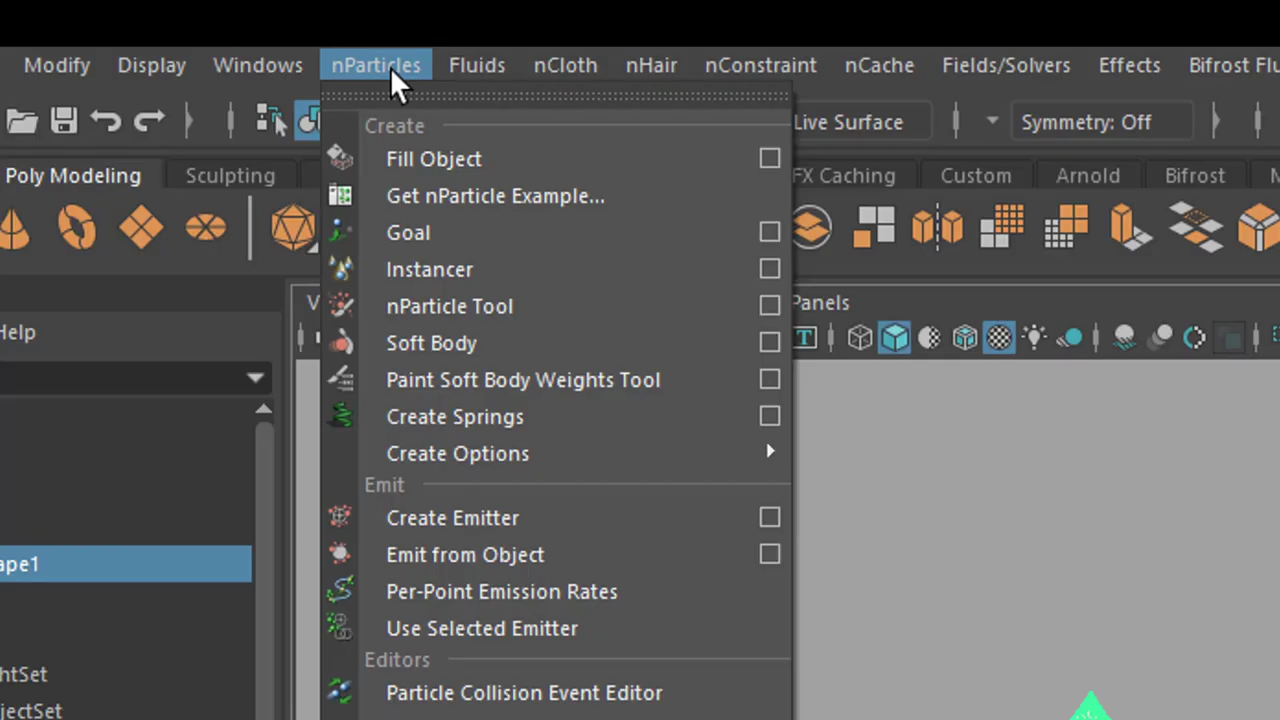 Modify Display Windows nParticles Fluids nCloth nHair nConstraint nCache Fields/Solvers Effects Bifrost Flu
Live Surface Symmetry: Off
Poly Modeling Sculpting FX Caching Custom Arnold Bifrost
Create
Fill Object
Get nParticle Example...
Goal
Instancer
nParticle Tool
Panels
Help
Soft Body
T
Paint Soft Body Weights Tool
Create Springs
Create Options
Emit
Create Emitter
Emit from Object
ape1
Per-Point Emission Rates
Use Selected Emitter
Editors
htSet
Particle Collision Event Editor
jectSet